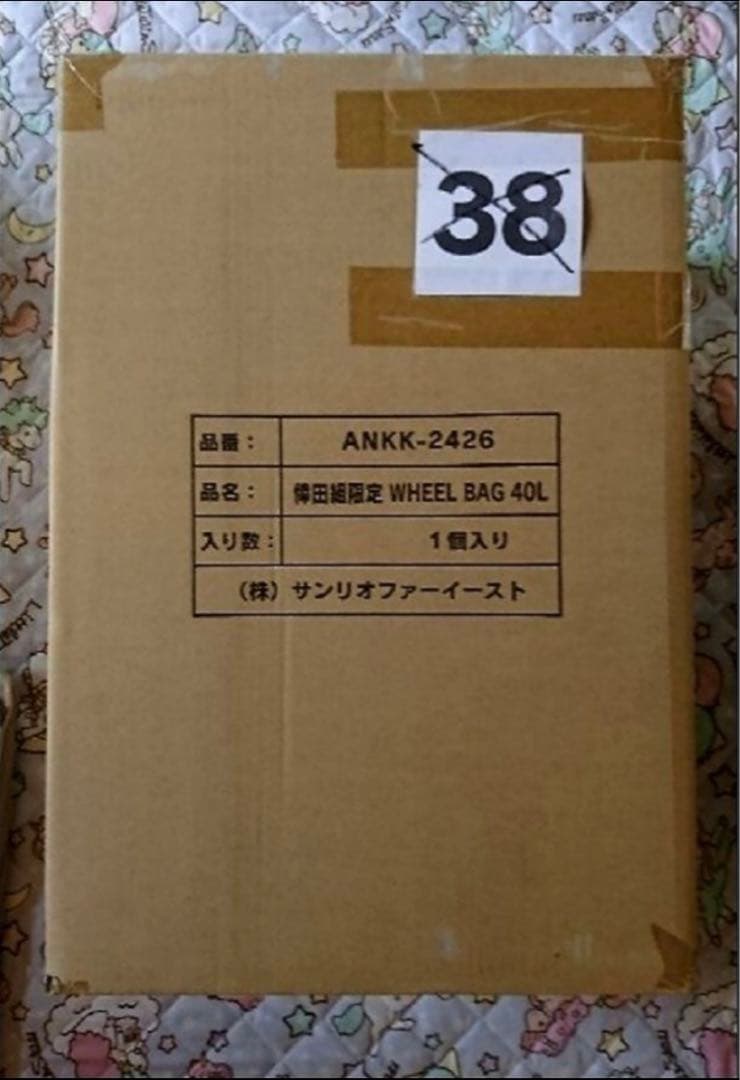 38
品番： ANKK-2426
品名： 倖田組限定 WHEEL BAG 40L
入り数： 1個入り
（株）サンリオファーイースト